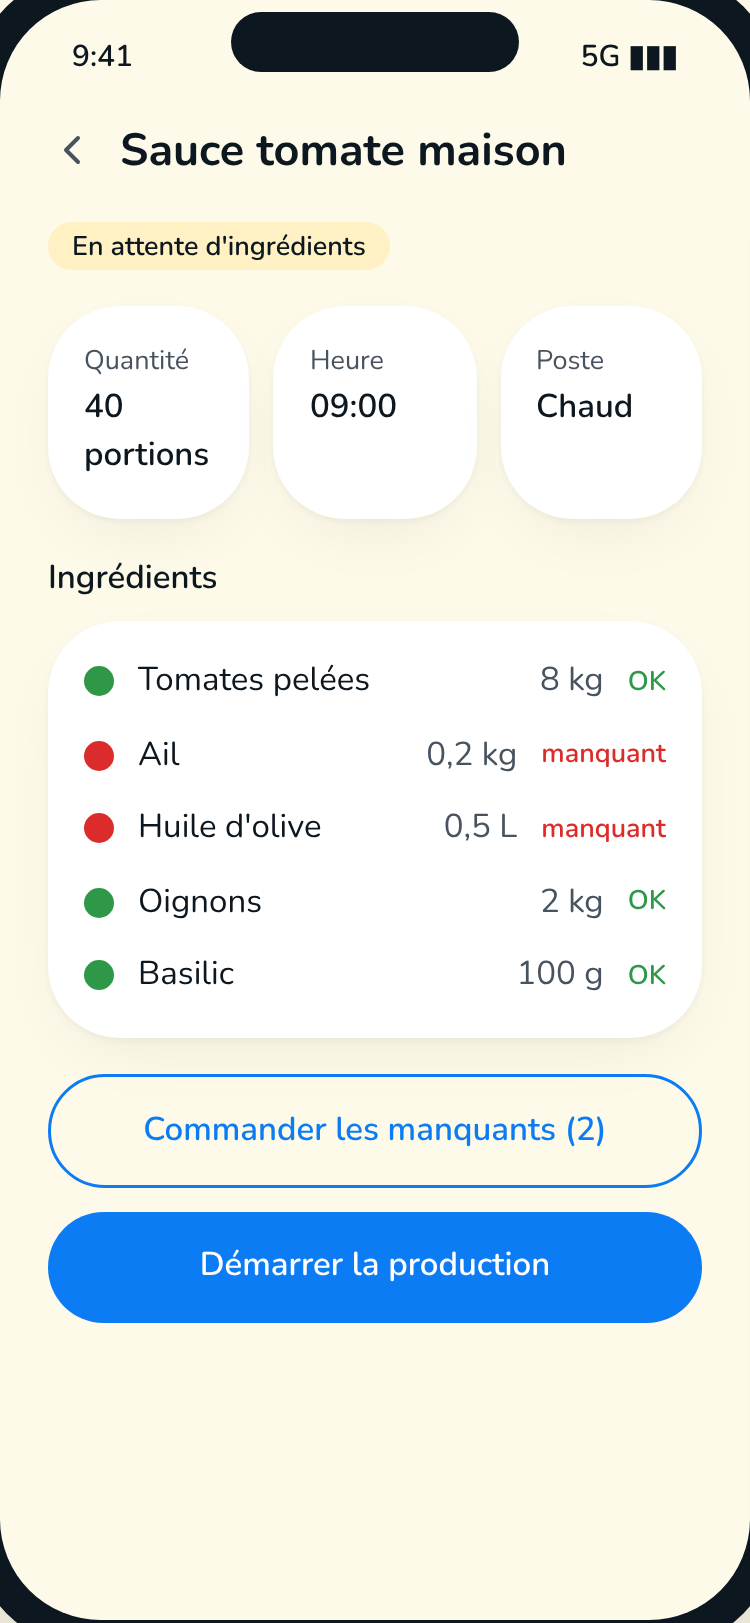 9:41
5G
Sauce tomate maison
En attente d'ingrédients
Quantité
40
portions
Heure
09:00
Poste
Chaud
Ingrédients
Tomates pelées 8 kg OK
Ail 0,2 kg manquant
Huile d'olive 0,5 L manquant
Oignons 2 kg OK
Basilic 100 g OK
Commander les manquants (2)
Démarrer la production